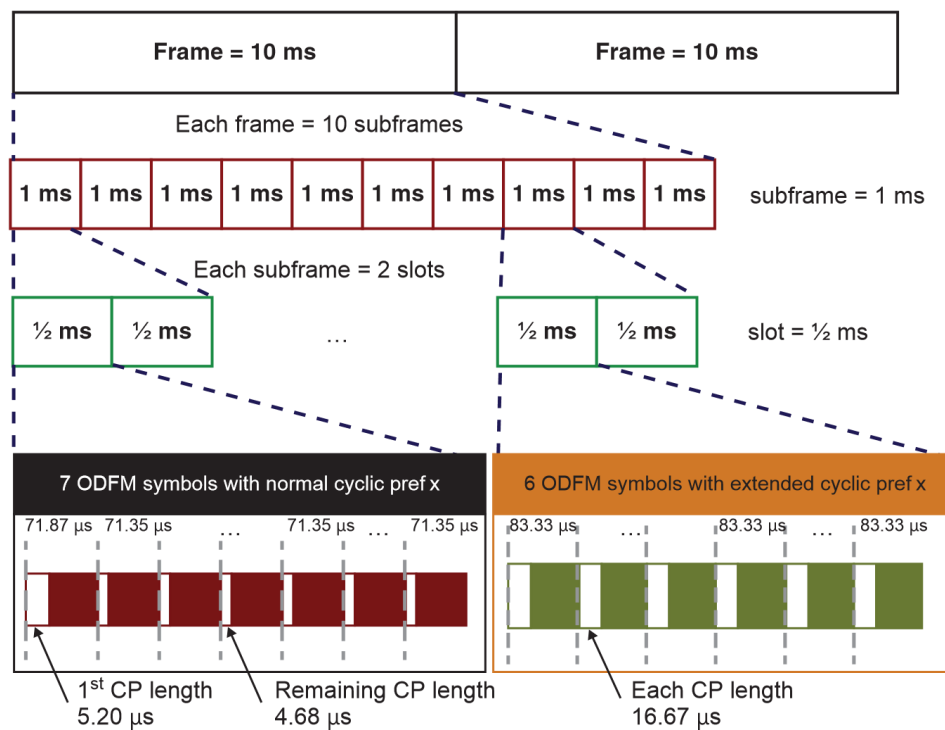 Frame = 10 ms
Frame = 10 ms
Each frame = 10 subframes
1 ms 1 ms 1 ms 1 ms 1 ms 1 ms 1 ms 1 ms 1 ms 1 ms
subframe = 1 ms
Each subframe = 2 slots
½ ms ½ ms
...
½ ms ½ ms
slot = ½ ms
7 ODFM symbols with normal cyclic pref x
71.87 µs 71.35 µs ... 71.35 µs ... 71.35 µs
1st CP length
5.20 µs
Remaining CP length
4.68 µs
6 ODFM symbols with extended cyclic pref x
83.33 µs ... 83.33 µs ... 83.33 µs
Each CP length
16.67 µs